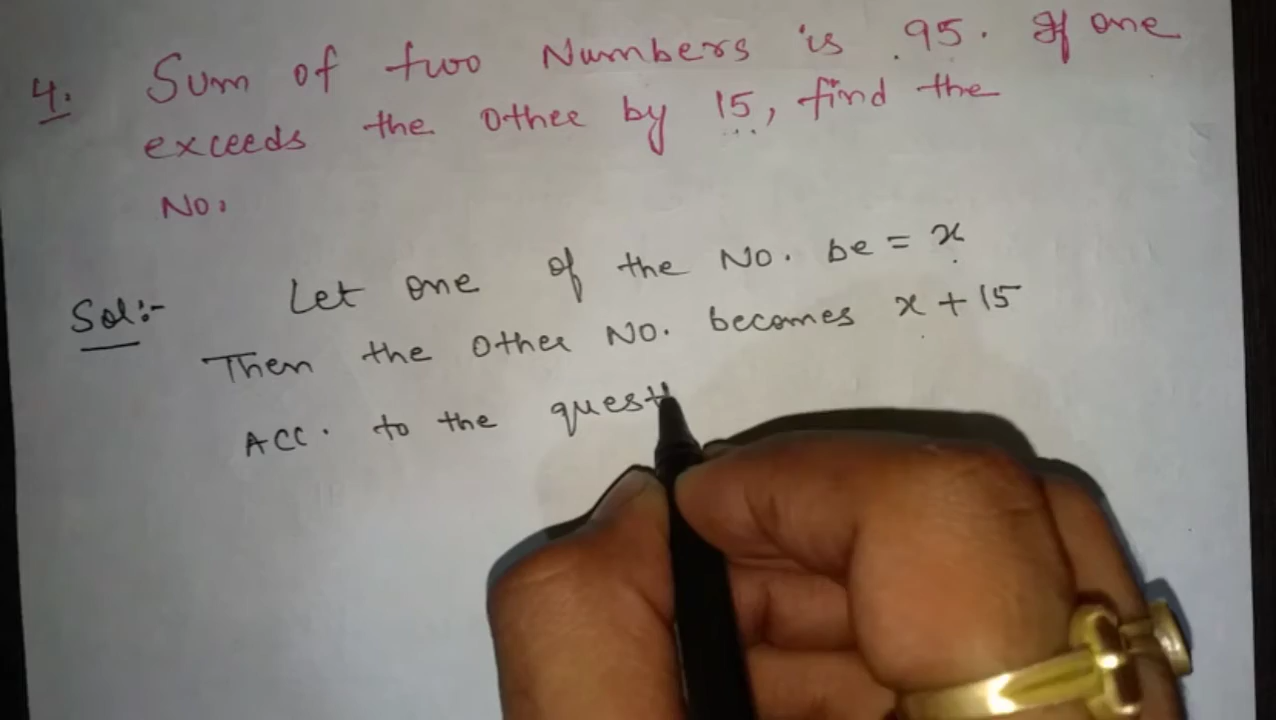 4. Sum of two Numbers is 95. If one
exceeds the other by 15, find the
No.
Sol:- Let one of the No. be = x
Then the other No. becomes x + 15
ACC. to the quest